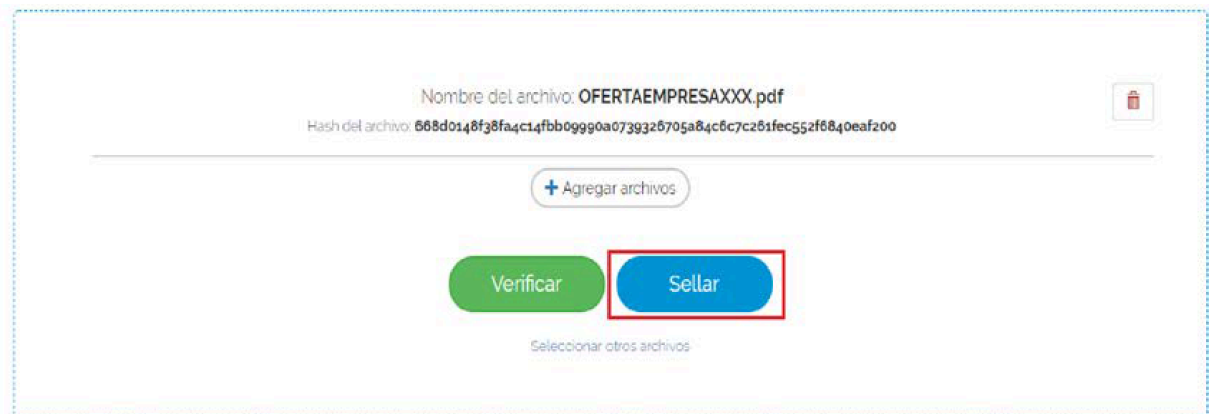 Nombre del archivo: OFERTAEMPRESAXXX.pdf
Hash del archivo: 668d0148f38fa4c14fbb09990a0739326705a84c6c7c261fec552f6840eaf200
+ Agregar archivos
Verificar
Sellar
Seleccionar otros archivos